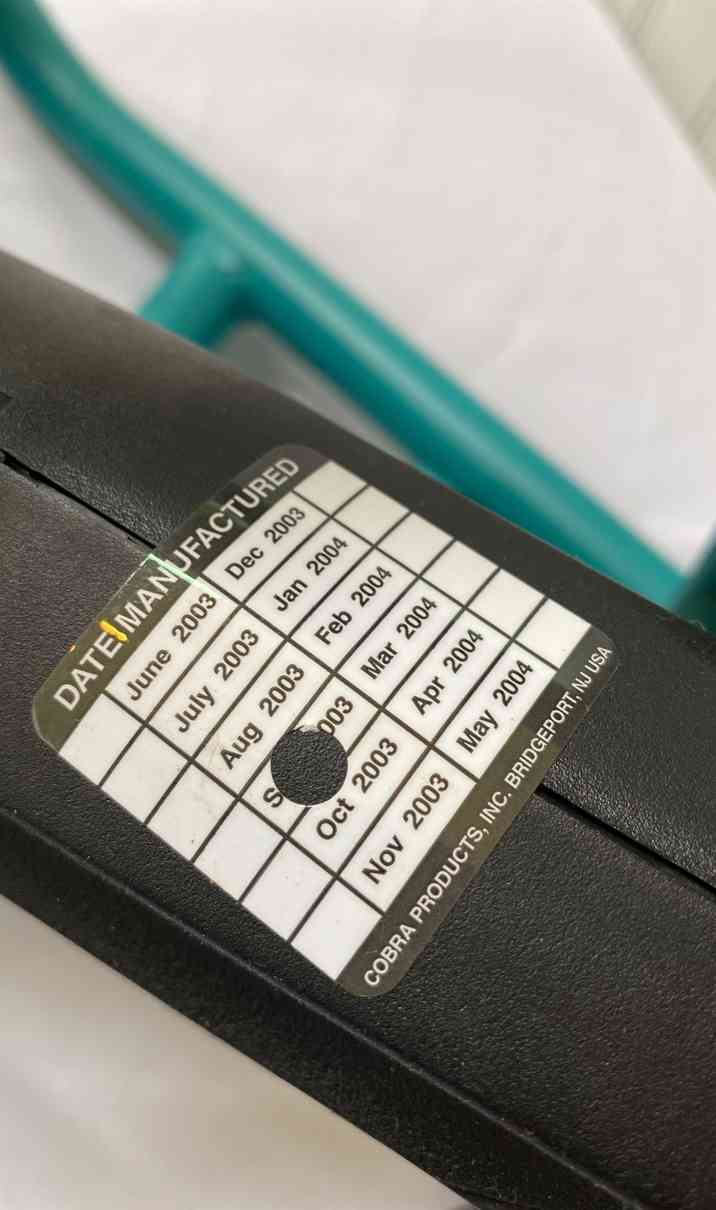 DATE MANUFACTURED
June 2003 Dec 2003
July 2003 Jan 2004
Aug 2003 Feb 2004
S 003 Mar 2004
Oct 2003 Apr 2004
Nov 2003 May 2004
COBRA PRODUCTS, INC. BRIDGEPORT, NJ USA